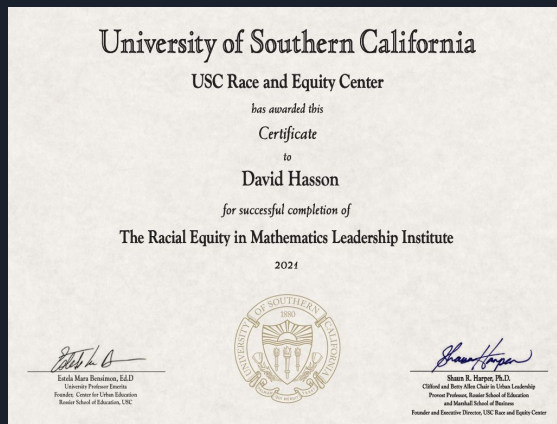 University of Southern California
USC Race and Equity Center
has awarded this
Certificate
to
David Hasson
for successful completion of
The Racial Equity in Mathematics Leadership Institute
2021
UNIVERSITY OF SOUTHERN CALIFORNIA
1880
Estela Mara Bensimon, Ed.D
University Professor Emerita
Founder, Center for Urban Education
Rossier School of Education, USC
Shaun R. Harper, Ph.D.
Clifford and Betty Allen Chair in Urban Leadership
Provost Professor, Rossier School of Education
and Marshall School of Business
Founder and Executive Director, USC Race and Equity Center